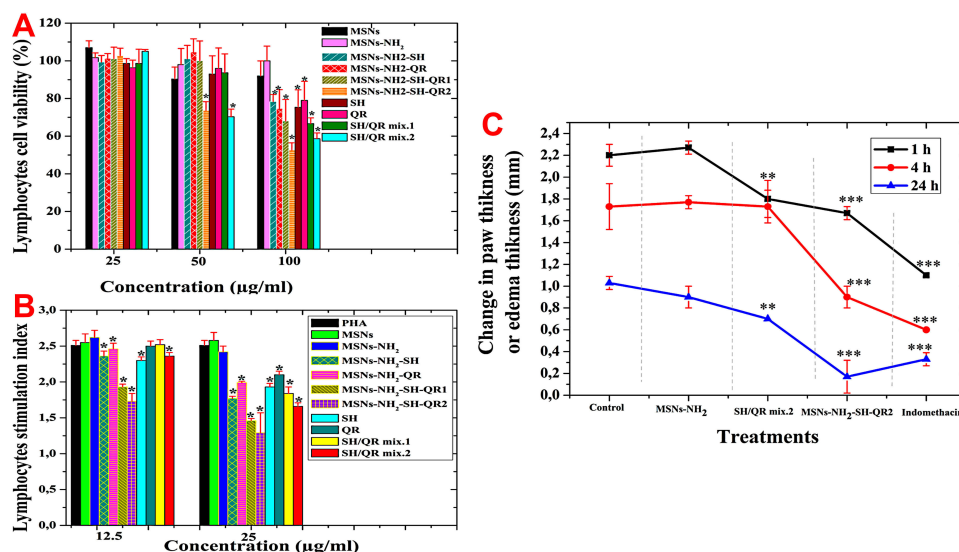 A
Lymphocytes cell viability (%)
120
100
80
60
40
20
0
MSNs
MSNs-NH2
MSNs-NH2-SH
MSNs-NH2-QR
MSNs-NH2-SH-QR1
MSNs-NH2-SH-QR2
SH
QR
SH/QR mix.1
SH/QR mix.2
* * * * * * * * * *
25 50 100
Concentration (µg/ml)
B
Lymphocytes stimulation index
3,0
2,5
2,0
1,5
1,0
0,5
0,0
PHA
MSNs
MSNs-NH2
MSNs-NH2-SH
MSNs-NH2-QR
MSNs-NH2-SH-QR1
MSNs-NH2-SH-QR2
SH
QR
SH/QR mix.1
SH/QR mix.2
* * * * * * * * * * * * * *
12.5 25
Concentration (µg/ml)
C
Change in paw thikness
or edema thikness (mm)
2,4
2,2
2,0
1,8
1,6
1,4
1,2
1,0
0,8
0,6
0,4
0,2
0,0
1 h
4 h
24 h
** ***
***
*** ***
** *** ***
Control MSNs-NH2 SH/QR mix.2 MSNs-NH2-SH-QR2 Indomethacin
Treatments